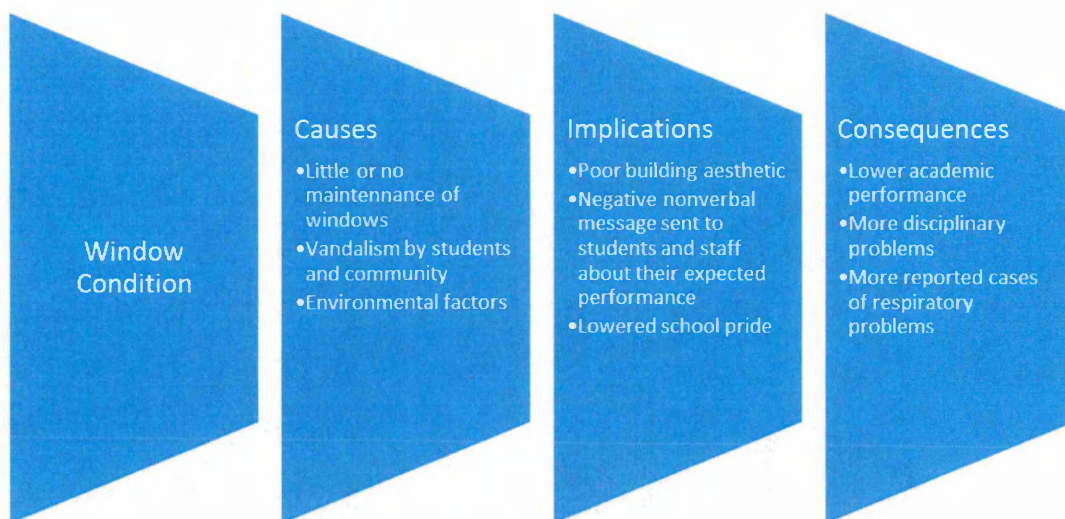 Window
Condition
Causes
•Little or no
maintennance of
windows
•Vandalism by students
and community
•Environmental factors
Implications
•Poor building aesthetic
•Negative nonverbal
message sent to
students and staff
about their expected
performance
•Lowered school pride
Consequences
•Lower academic
performance
•More disciplinary
problems
•More reported cases
of respiratory
problems